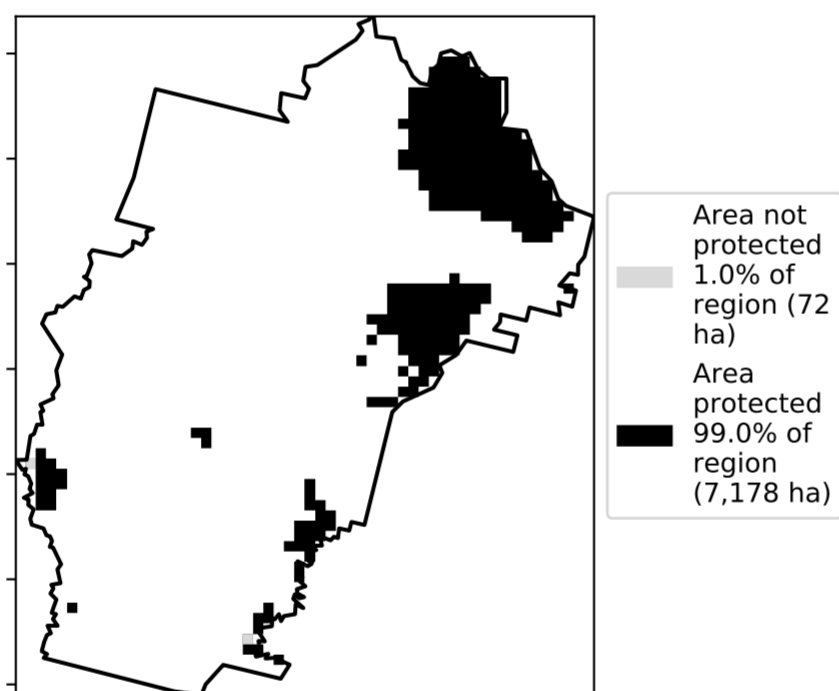 Area not
protected
1.0% of
region (72
ha)
Area
protected
99.0% of
region
(7,178 ha)